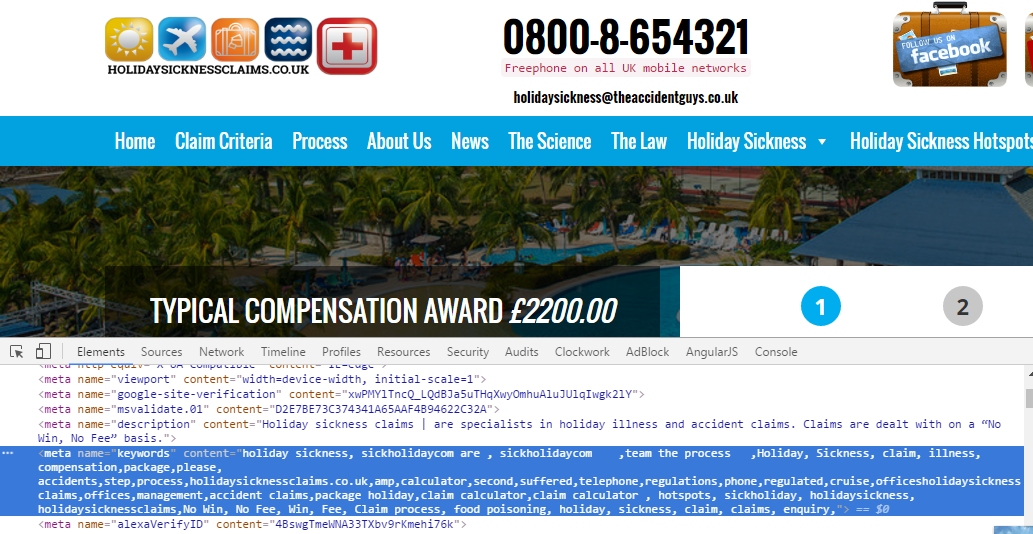 HOLIDAYSICKNESSCLAIMS.CO.UK
0800-8-654321
Freephone on all UK mobile networks
holidaysickness@theaccidentguys.co.uk
FOLLOW US ON
facebook
Home Claim Criteria Process About Us News The Science The Law Holiday Sickness Holiday Sickness Hotspots
TYPICAL COMPENSATION AWARD £2200.00
1 2
Elements Sources Network Timeline Profiles Resources Security Audits Clockwork AdBlock AngularJS Console
<meta http-equiv="X-UA-Compatible" content="IE=edge">
<meta name="viewport" content="width=device-width, initial-scale=1">
<meta name="google-site-verification" content="xwPMYlTncQ_LQdBJa5uTHqXwyOmhuAluJUlqIwgk2lY">
<meta name="msvalidate.01" content="D2E7BE73C374341A65AAF4B94622C32A">
<meta name="description" content="Holiday sickness claims | are specialists in holiday illness and accident claims. Claims are dealt with on a “No
Win, No Fee” basis.">
<meta name="keywords" content="holiday sickness, sickholidaycom are , sickholidaycom ,team the process ,Holiday, Sickness, claim, illness,
compensation,package,please,
accidents,step,process,holidaysicknessclaims.co.uk,amp,calculator,second,suffered,telephone,regulations,phone,regulated,cruise,officesholidaysickness
claims,offices,management,accident claims,package holiday,claim calculator,claim calculator , hotspots, sickholiday, holidaysickness,
holidaysicknessclaims,No Win, No Fee, Win, Fee, Claim process, food poisoning, holiday, sickness, claim, claims, enquiry,"> == $0
<meta name="alexaVerifyID" content="4BswgTmeWNA33TXbv9rKmehi76k">